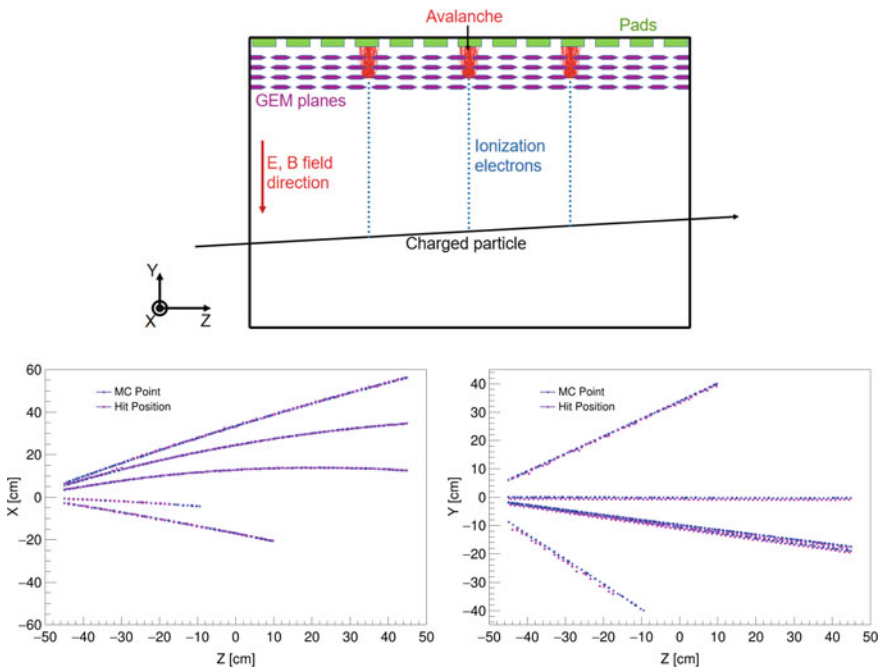 Avalanche
Pads
GEM planes
E, B field
direction
Ionization
electrons
Charged particle
Y
X
Z
MC Point
Hit Position
X [cm]
60
40
20
0
−20
−40
−60
−50
−40
−30
−20
−10
0
10
20
30
40
50
Z [cm]
MC Point
Hit Position
Y [cm]
40
30
20
10
0
−10
−20
−30
−40
−50
−40
−30
−20
−10
0
10
20
30
40
50
Z [cm]